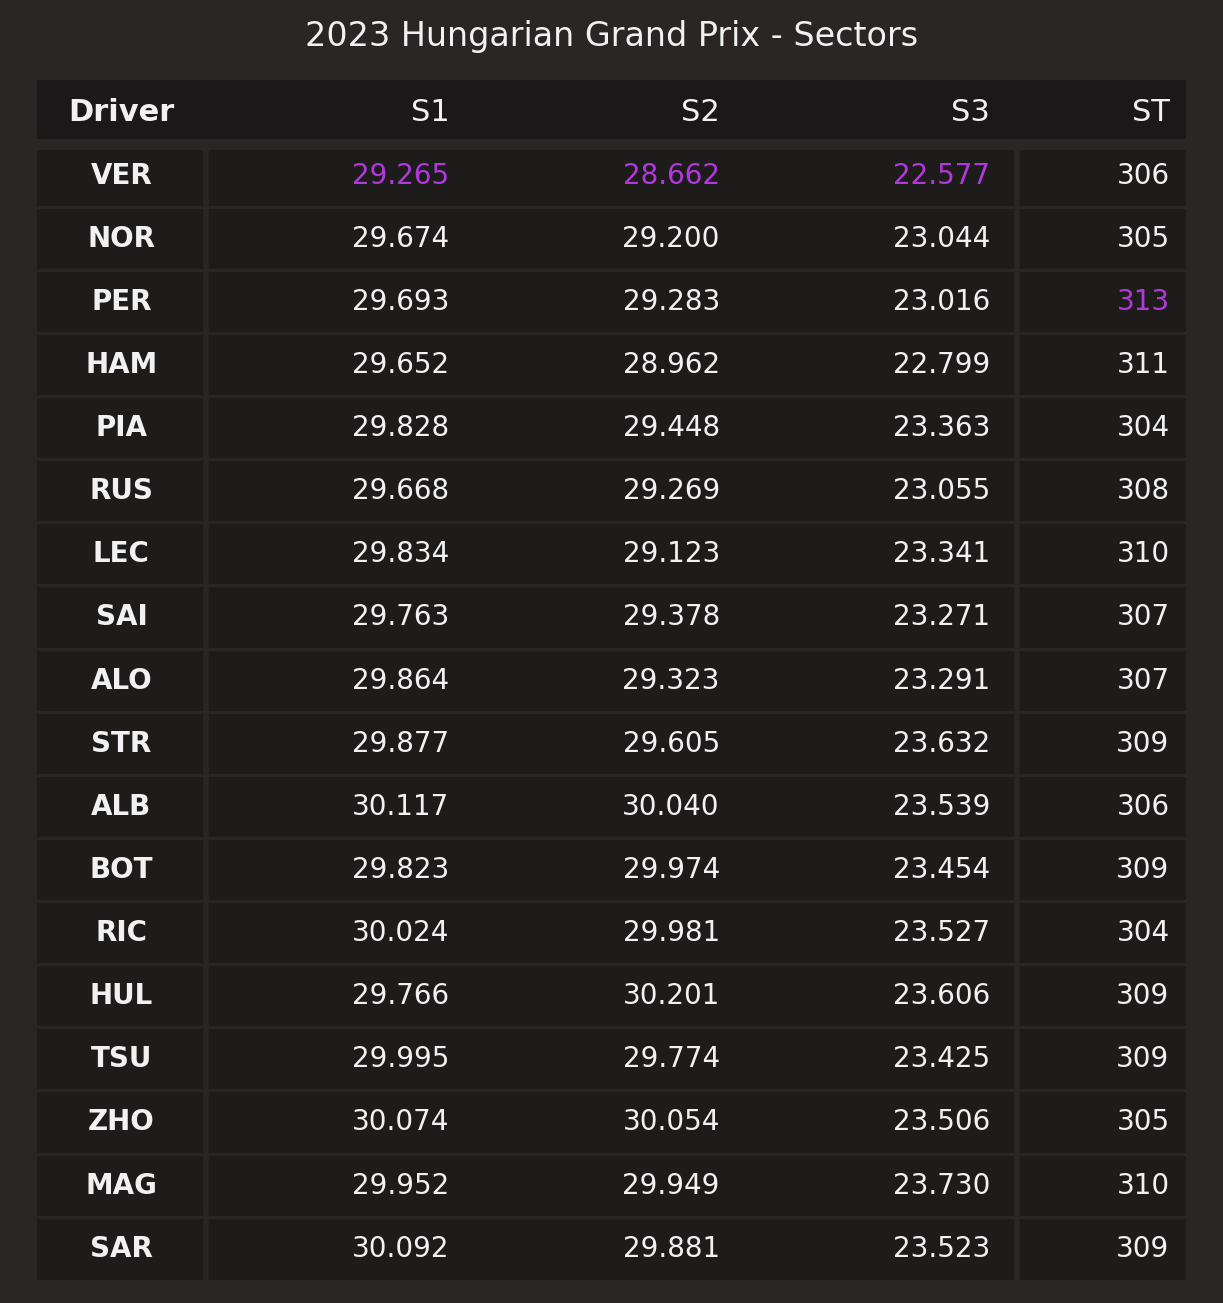 2023 Hungarian Grand Prix - Sectors
Driver S1 S2 S3 ST
VER 29.265 28.662 22.577 306
NOR 29.674 29.200 23.044 305
PER 29.693 29.283 23.016 313
HAM 29.652 28.962 22.799 311
PIA 29.828 29.448 23.363 304
RUS 29.668 29.269 23.055 308
LEC 29.834 29.123 23.341 310
SAI 29.763 29.378 23.271 307
ALO 29.864 29.323 23.291 307
STR 29.877 29.605 23.632 309
ALB 30.117 30.040 23.539 306
BOT 29.823 29.974 23.454 309
RIC 30.024 29.981 23.527 304
HUL 29.766 30.201 23.606 309
TSU 29.995 29.774 23.425 309
ZHO 30.074 30.054 23.506 305
MAG 29.952 29.949 23.730 310
SAR 30.092 29.881 23.523 309